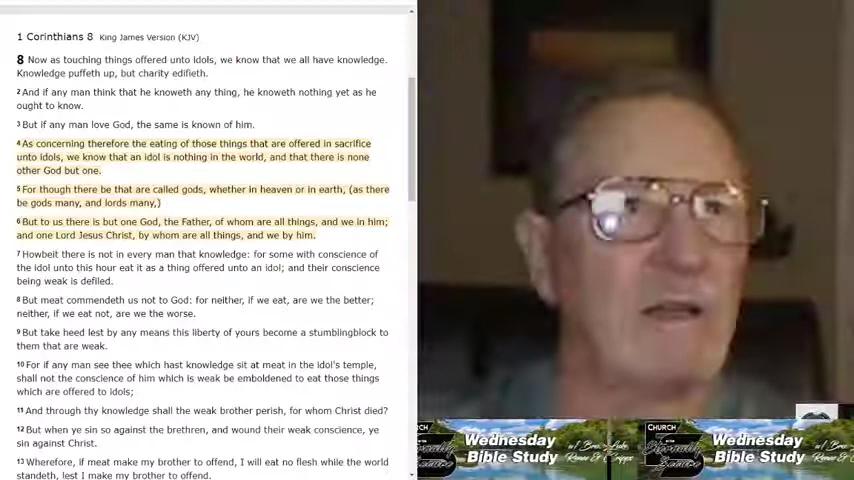 1 Corinthians 8 King James Version (KJV)
8 Now as touching things offered unto idols, we know that we all have knowledge.
Knowledge puffeth up, but charity edifieth.
2 And if any man think that he knoweth any thing, he knoweth nothing yet as he
ought to know.
3 But if any man love God, the same is known of him.
4 As concerning therefore the eating of those things that are offered in sacrifice
unto idols, we know that an idol is nothing in the world, and that there is none
other God but one.
5 For though there be that are called gods, whether in heaven or in earth, (as there
be gods many, and lords many,)
6 But to us there is but one God, the Father, of whom are all things, and we in him;
and one Lord Jesus Christ, by whom are all things, and we by him.
7 Howbeit there is not in every man that knowledge: for some with conscience of
the idol unto this hour eat it as a thing offered unto an idol; and their conscience
being weak is defiled.
8 But meat commendeth us not to God: for neither, if we eat, are we the better;
neither, if we eat not, are we the worse.
9 But take heed lest by any means this liberty of yours become a stumblingblock to
them that are weak.
10 For if any man see thee which hast knowledge sit at meat in the idol's temple,
shall not the conscience of him which is weak be emboldened to eat those things
which are offered to idols;
11 And through thy knowledge shall the weak brother perish, for whom Christ died?
12 But when ye sin so against the brethren, and wound their weak conscience, ye
sin against Christ.
13 Wherefore, if meat make my brother to offend, I will eat no flesh while the world
standeth, lest I make my brother to offend.
CHURCH
Eternally
Secure
Wednesday
Bible Study
CHURCH
Eternally
Secure
Wednesday
Bible Study